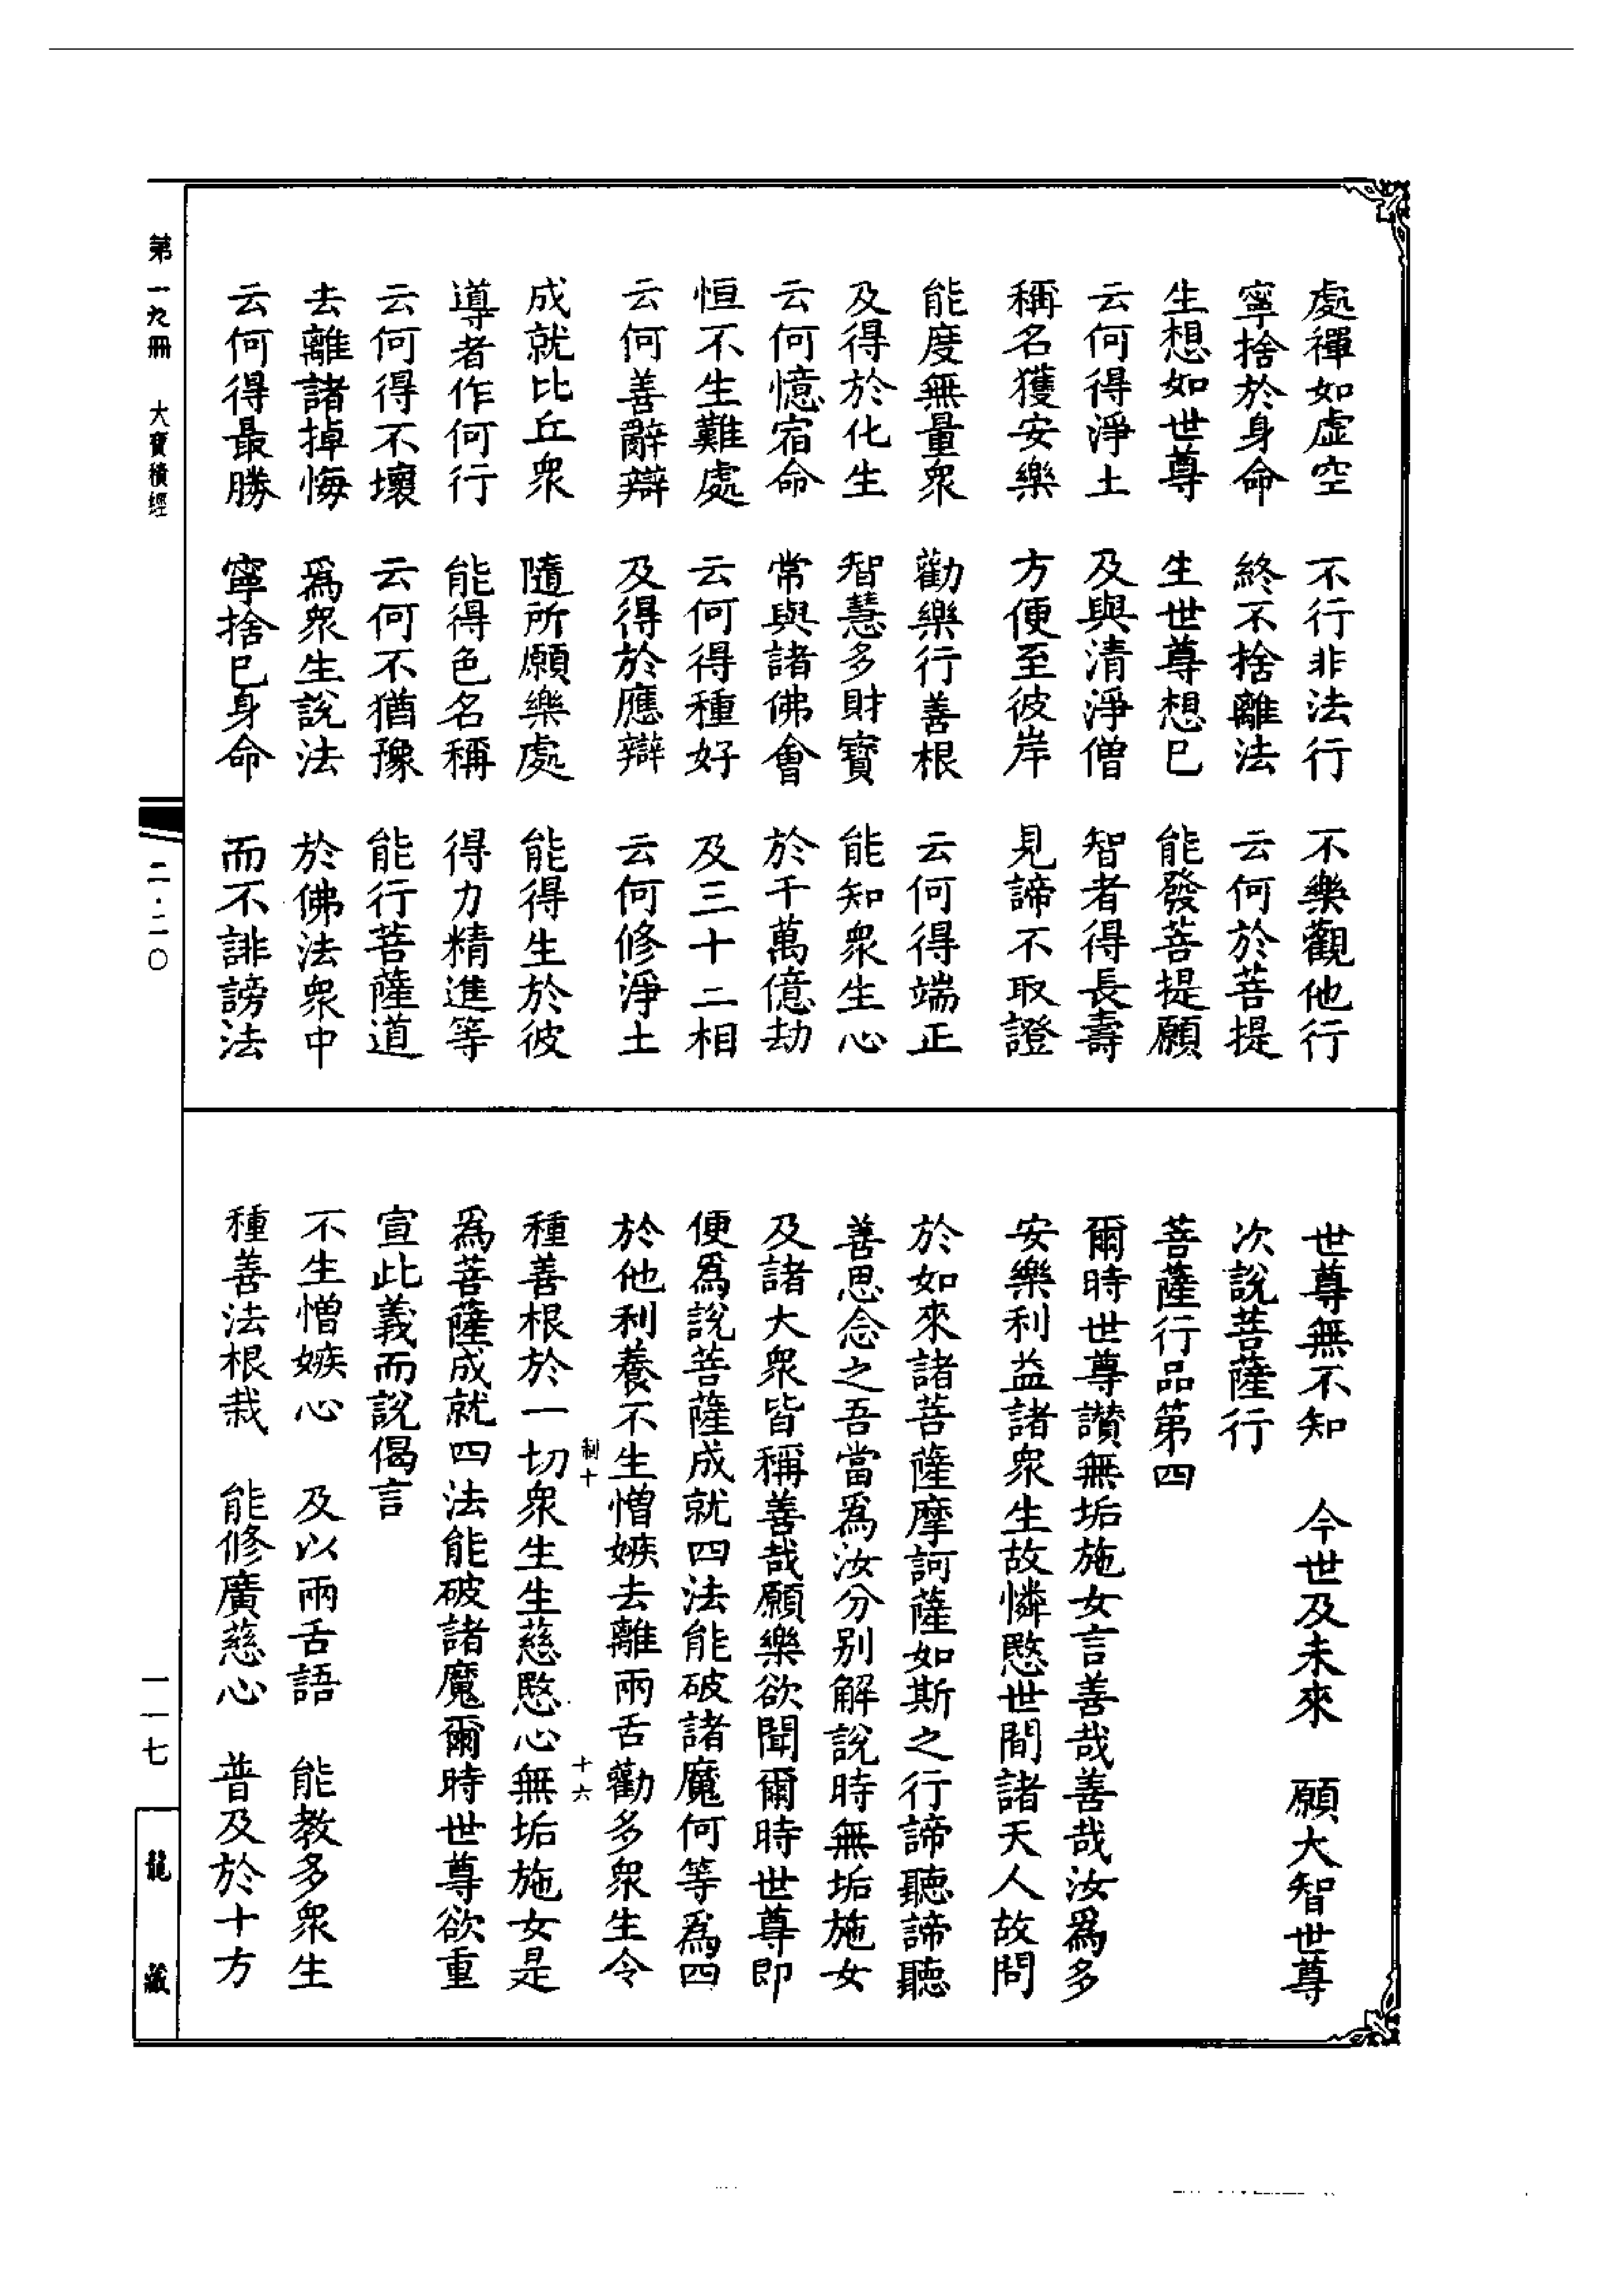 處禪如虛空　不行非法行　不樂觀他行
寧捨於身命　終不捨離法　云何於菩提
生想如世尊　生世尊想已　能發菩提願
云何得淨土　及與清淨僧　智者得長壽
稱名獲安樂　方便至彼岸　見諦不取證
能度無量衆　勸樂行善根　云何得端正
及得於化生　智慧多財寳　能知衆生心
云何憶宿命　常與諸佛會　於千萬億劫
恒不生難處　云何得種好　及三十二相
云何善辭辯　及得於應辯　云何修淨土
成就比丘衆　隨所願樂處　能得生於彼
導者作何行　能得色名稱　得力精進等
云何得不壞　云何不猶豫　能行菩薩道
去離諸掉悔　爲衆生說法　於佛法衆中
云何得最勝　寧捨已身命　而不誹謗法
世尊無不知　今世及未來　願大智世尊
次說菩薩行
菩薩行品第四
爾時世尊讃無垢施女言善哉善哉汝爲多
安樂利益諸衆生故憐愍世間諸天人故問
於如來諸菩薩摩訶薩如斯之行諦聽諦聽
善思念之吾當爲汝分别解說時無垢施女
及諸大衆皆稱善哉願樂欲聞爾時世尊即
便爲說菩薩成就四法能破諸魔何等爲四
於他利養不生憎嫉去離兩舌勸多衆生令
制十　十六
種善根於一切衆生生慈愍心無垢施女是
爲菩薩成就四法能破諸魔爾時世尊欲重
宣此義而說偈言
不生憎嫉心　及以兩舌語　能教多衆生
種善法根栽　能修廣慈心　普及於十方
第一九冊　大寶積經
二·二〇
一一七
龍藏